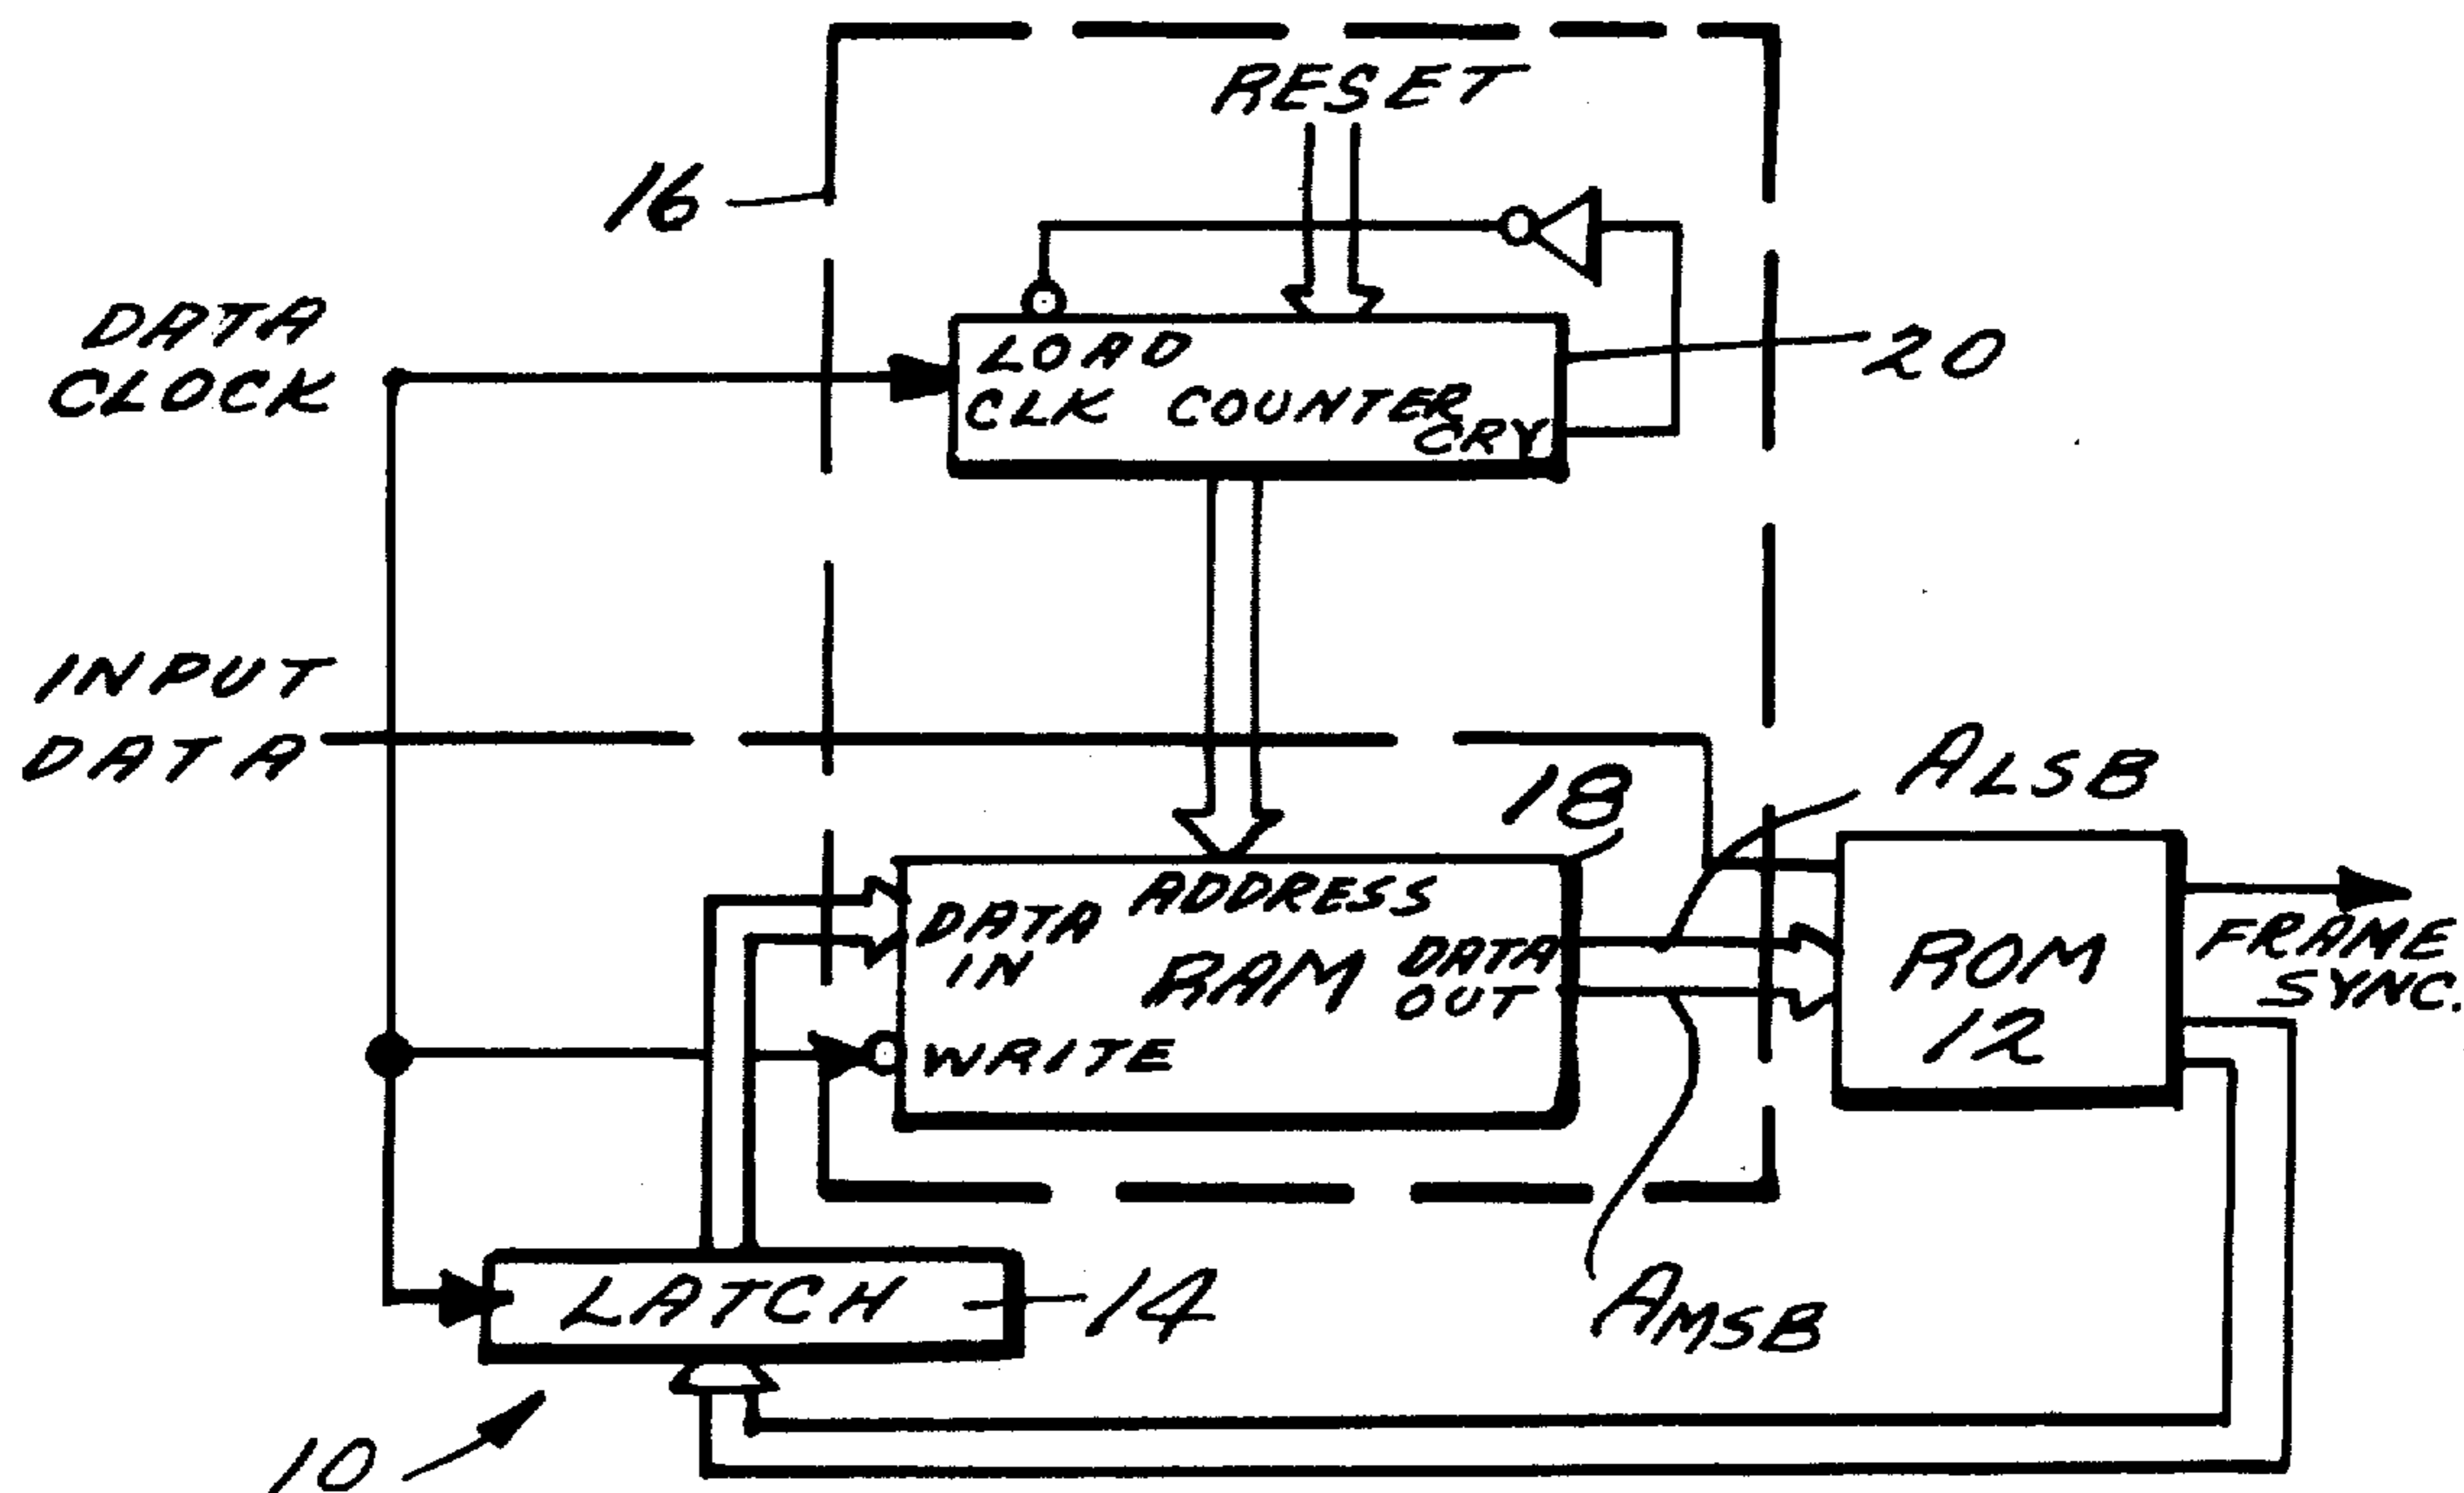 RESET
16
DATA
CLOCK
LOAD
CLK COUNTER
CRY
20
INPUT
DATA
18
ALSB
ADDRESS
DATA
IN
RAM
DATA
OUT
WRITE
ROM
12
FRAME
SYNC.
LATCH
14
AMSB
10